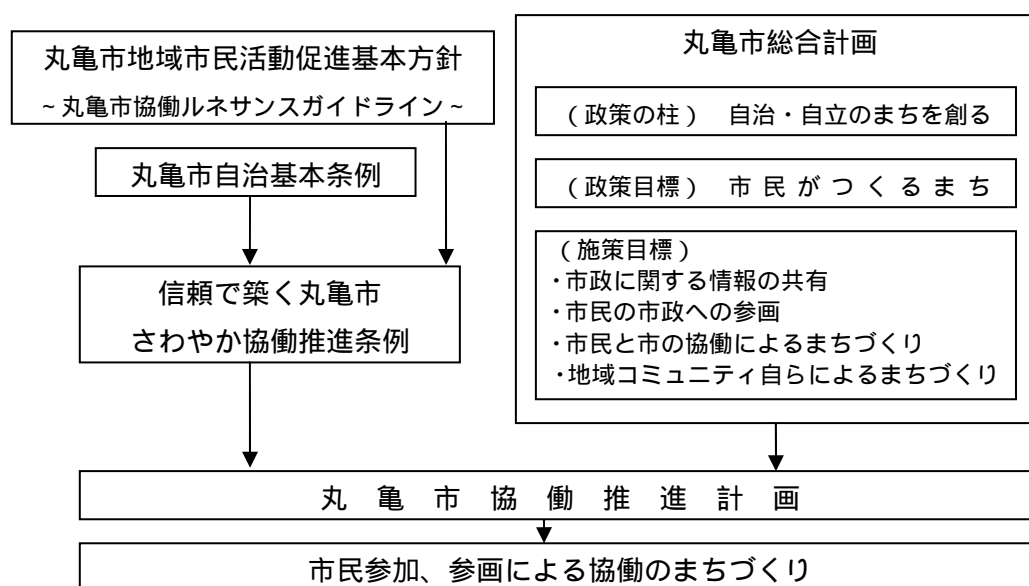 丸亀市地域市民活動促進基本方針
~丸亀市協働ルネサンスガイドライン~
丸亀市自治基本条例
信頼で築く丸亀市
さわやか協働推進条例
丸亀市総合計画
(政策の柱) 自治・自立のまちを創る
(政策目標) 市 民 が つ く る ま ち
(施策目標)
・市政に関する情報の共有
・市民の市政への参画
・市民と市の協働によるまちづくり
・地域コミュニティ自らによるまちづくり
丸 亀 市 協 働 推 進 計 画
市民参加、参画による協働のまちづくり